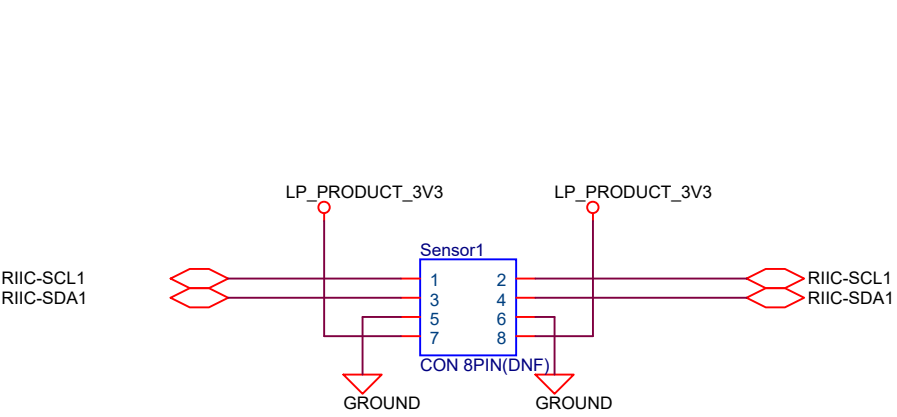 LP_PRODUCT_3V3 LP_PRODUCT_3V3
Sensor1
RIIC-SCL1 1 2 RIIC-SCL1
RIIC-SDA1 3 4 RIIC-SDA1
5 6
7 8
CON 8PIN(DNF)
GROUND GROUND